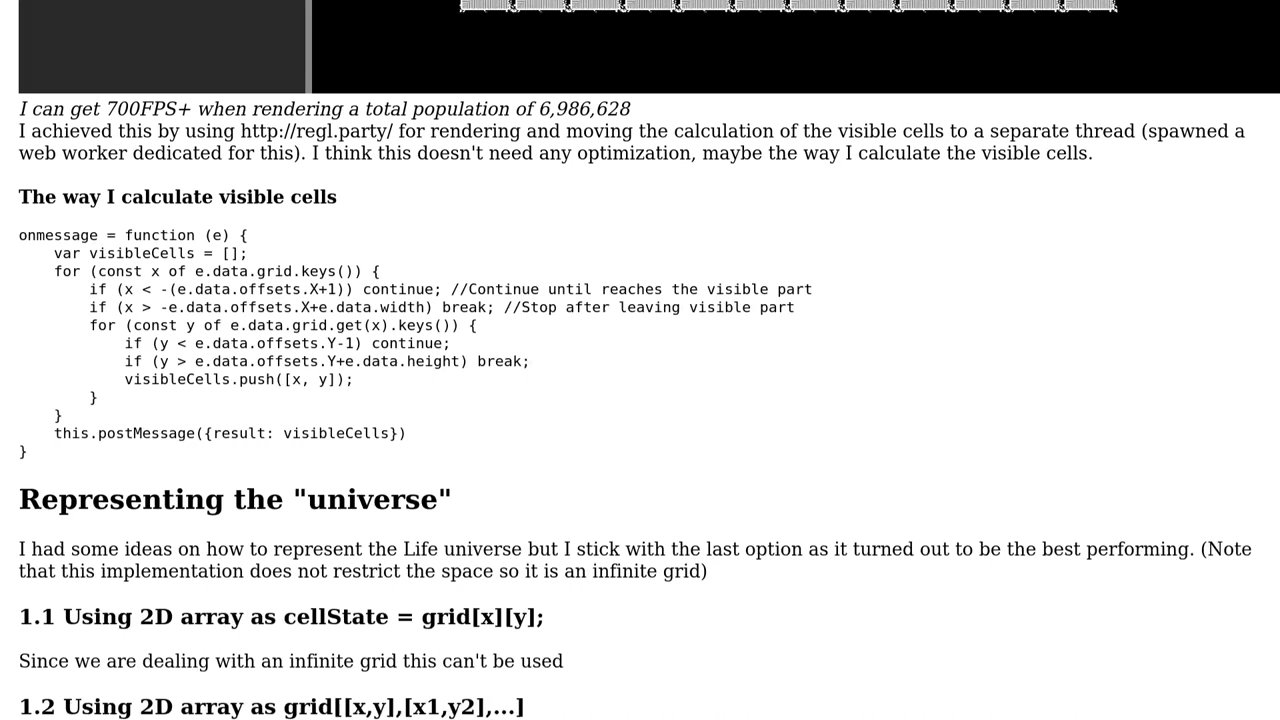 I can get 700FPS+ when rendering a total population of 6,986,628
I achieved this by using http://regl.party/ for rendering and moving the calculation of the visible cells to a separate thread (spawned a
web worker dedicated for this). I think this doesn't need any optimization, maybe the way I calculate the visible cells.
The way I calculate visible cells
onmessage = function (e) {
    var visibleCells = [];
    for (const x of e.data.grid.keys()) {
        if (x < -(e.data.offsets.X+1)) continue; //Continue until reaches the visible part
        if (x > -e.data.offsets.X+e.data.width) break; //Stop after leaving visible part
        for (const y of e.data.grid.get(x).keys()) {
            if (y < e.data.offsets.Y-1) continue;
            if (y > e.data.offsets.Y+e.data.height) break;
            visibleCells.push([x, y]);
        }
    }
    this.postMessage({result: visibleCells})
}
Representing the "universe"
I had some ideas on how to represent the Life universe but I stick with the last option as it turned out to be the best performing. (Note
that this implementation does not restrict the space so it is an infinite grid)
1.1 Using 2D array as cellState = grid[x][y];
Since we are dealing with an infinite grid this can't be used
1.2 Using 2D array as grid[[x,y],[x1,y2],...]